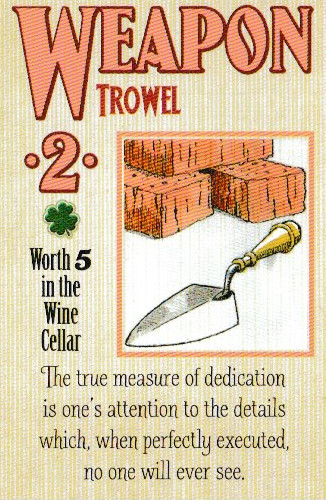 WEAPON
TROWEL
·2·
Worth 5
in the
Wine
Cellar
The true measure of dedication
is one's attention to the details
which, when perfectly executed,
no one will ever see.